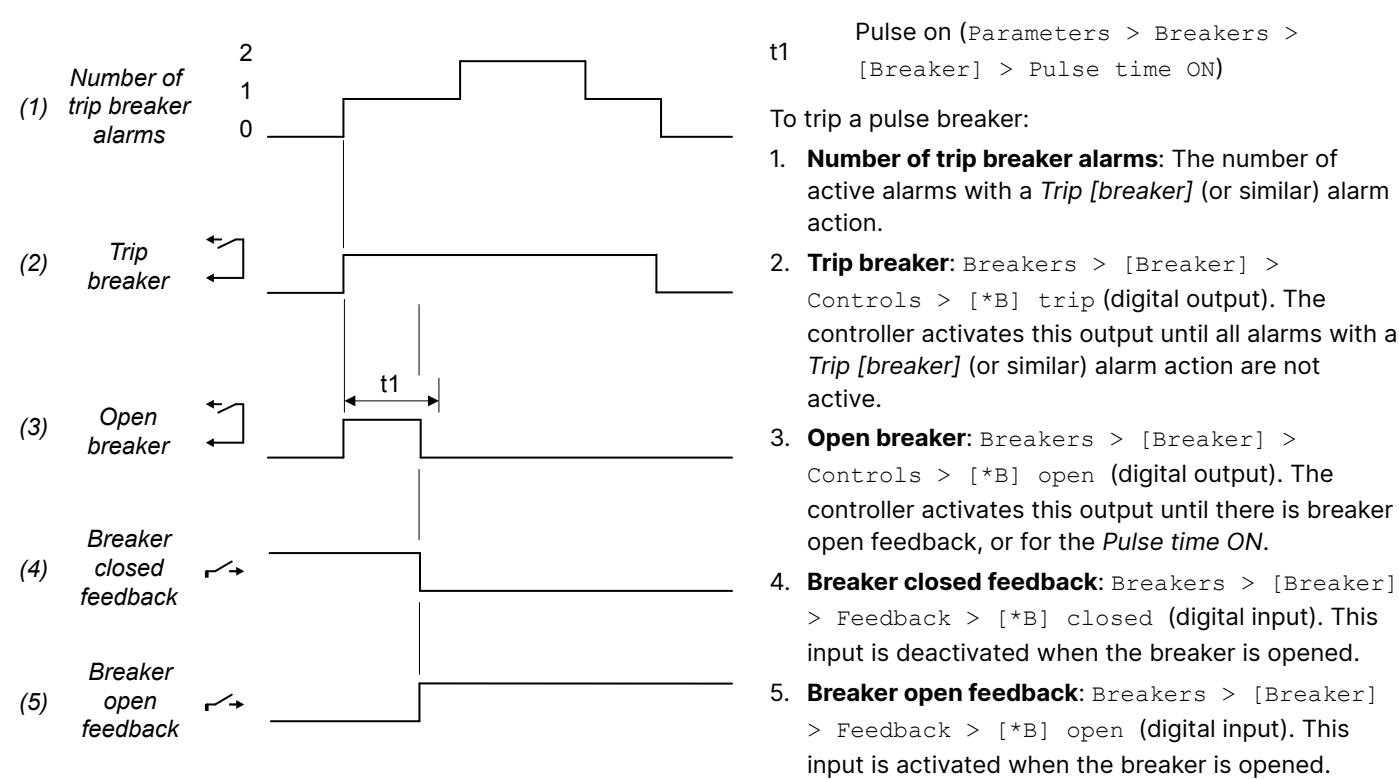 2
1
0
(1)
Number of
trip breaker
alarms
(2)
Trip
breaker
t1
(3)
Open
breaker
(4)
Breaker
closed
feedback
(5)
Breaker
open
feedback
t1
Pulse on (Parameters > Breakers >
[Breaker] > Pulse time ON)
To trip a pulse breaker:
1. Number of trip breaker alarms: The number of
active alarms with a Trip [breaker] (or similar) alarm
action.
2. Trip breaker: Breakers > [Breaker] >
Controls > [*B] trip (digital output). The
controller activates this output until all alarms with a
Trip [breaker] (or similar) alarm action are not
active.
3. Open breaker: Breakers > [Breaker] >
Controls > [*B] open (digital output). The
controller activates this output until there is breaker
open feedback, or for the Pulse time ON.
4. Breaker closed feedback: Breakers > [Breaker]
> Feedback > [*B] closed (digital input). This
input is deactivated when the breaker is opened.
5. Breaker open feedback: Breakers > [Breaker]
> Feedback > [*B] open (digital input). This
input is activated when the breaker is opened.